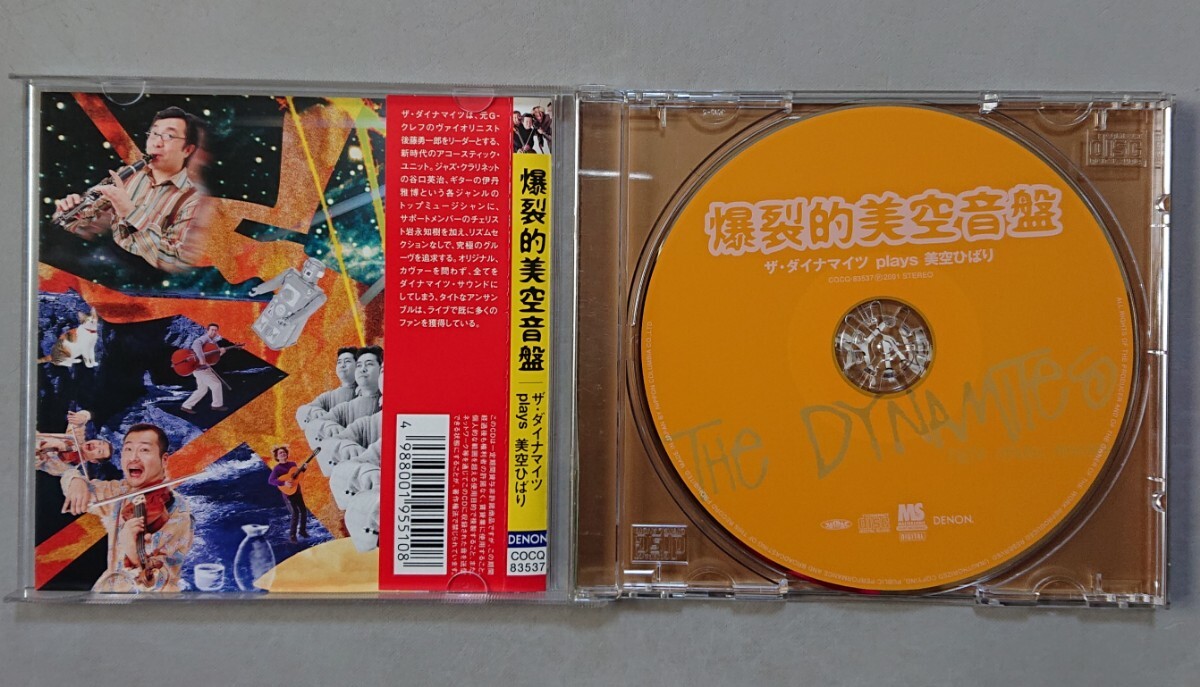 ザ・ダイナマイツは、元G-
クレフのヴァイオリニスト
後藤勇一郎をリーダーとする、
新時代のアコースティック・
ユニット。ジャズ・クラリネット
の谷口英治、ギターの伊丹
雅博という各ジャンルの
トップミュージシャンに、
サポートメンバーのチェリス
ト岩永知樹を加え、リズムセ
クションなしで、究極のグル
ーヴを追求する。オリジナル、
カヴァーを問わず、全てを
ダイナマイツ・サウンドに
してしまう、タイトなアンサン
ブルは、ライブで既に多くの
ファンを獲得している。
4988001955108
爆裂的美空音盤
ザ・ダイナマイツ
plays 美空ひばり
DENON
COCQ
83537
爆裂的美空音盤
ザ・ダイナマイツ plays 美空ひばり
COCQ-83537 Ⓟ2001 STEREO
THE DYNAMITES
MS
DENON